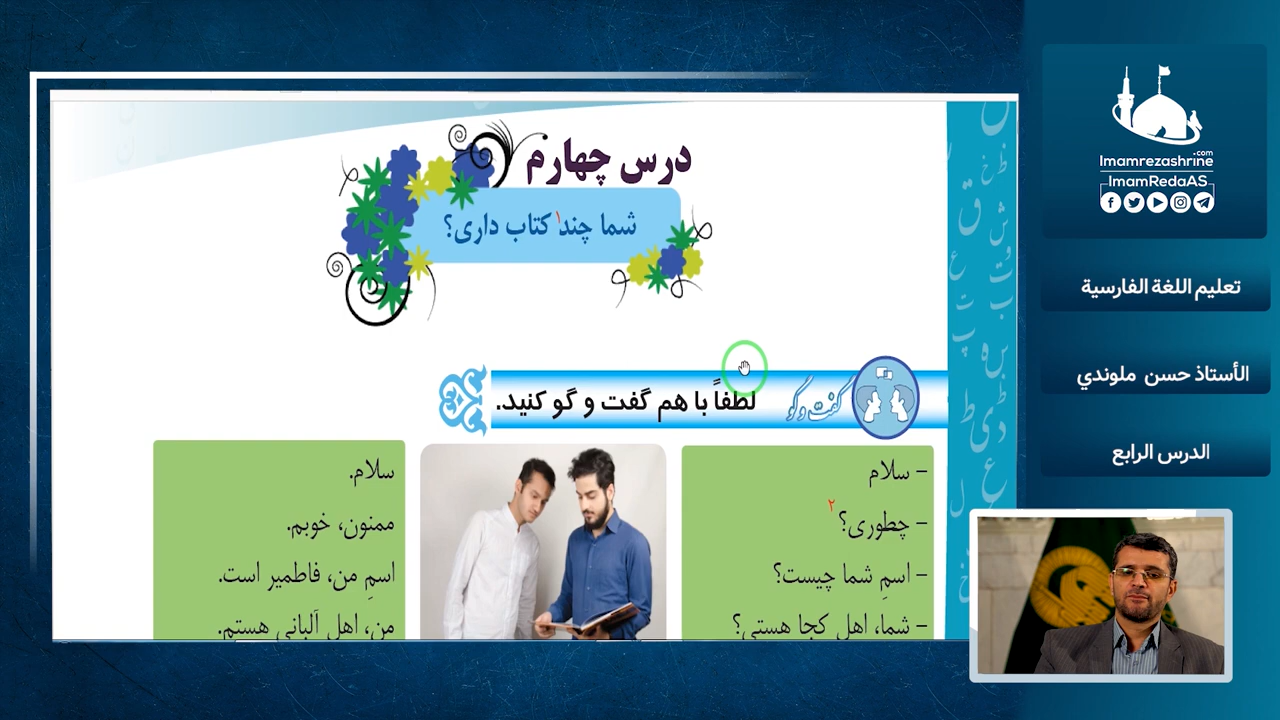 درس چهارم
شما چند۱ کتاب داری؟
گفت و گو
لطفاً با هم گفت و گو کنید.
– سلام
– چطوری؟۲
– اسمِ شما چیست؟
– شما، اهل کجا هستی؟
سلام.
ممنون، خوبم.
اسمِ من، فاطمیر است.
من، اهل آلبانی هستم.
.com
Imamrezashrine
ImamRedaAS
تعليم اللغة الفارسية
الأستاذ حسن ملوندي
الدرس الرابع